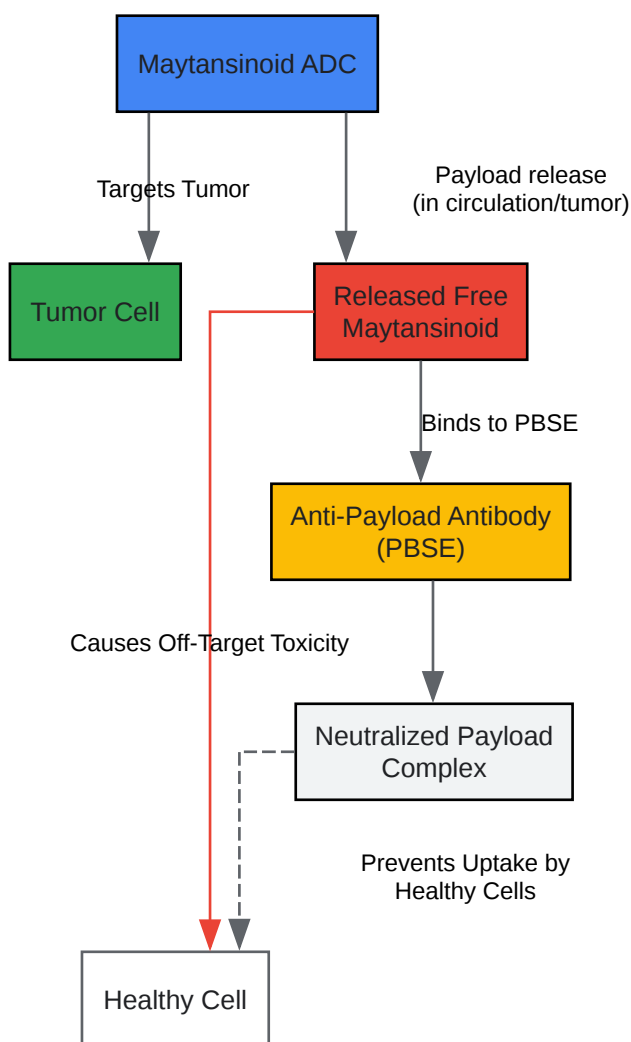 Maytansinoid ADC
Targets Tumor
Payload release
(in circulation/tumor)
Tumor Cell
Released Free
Maytansinoid
Binds to PBSE
Anti-Payload Antibody
(PBSE)
Causes Off-Target Toxicity
Neutralized Payload
Complex
Prevents Uptake by
Healthy Cells
Healthy Cell